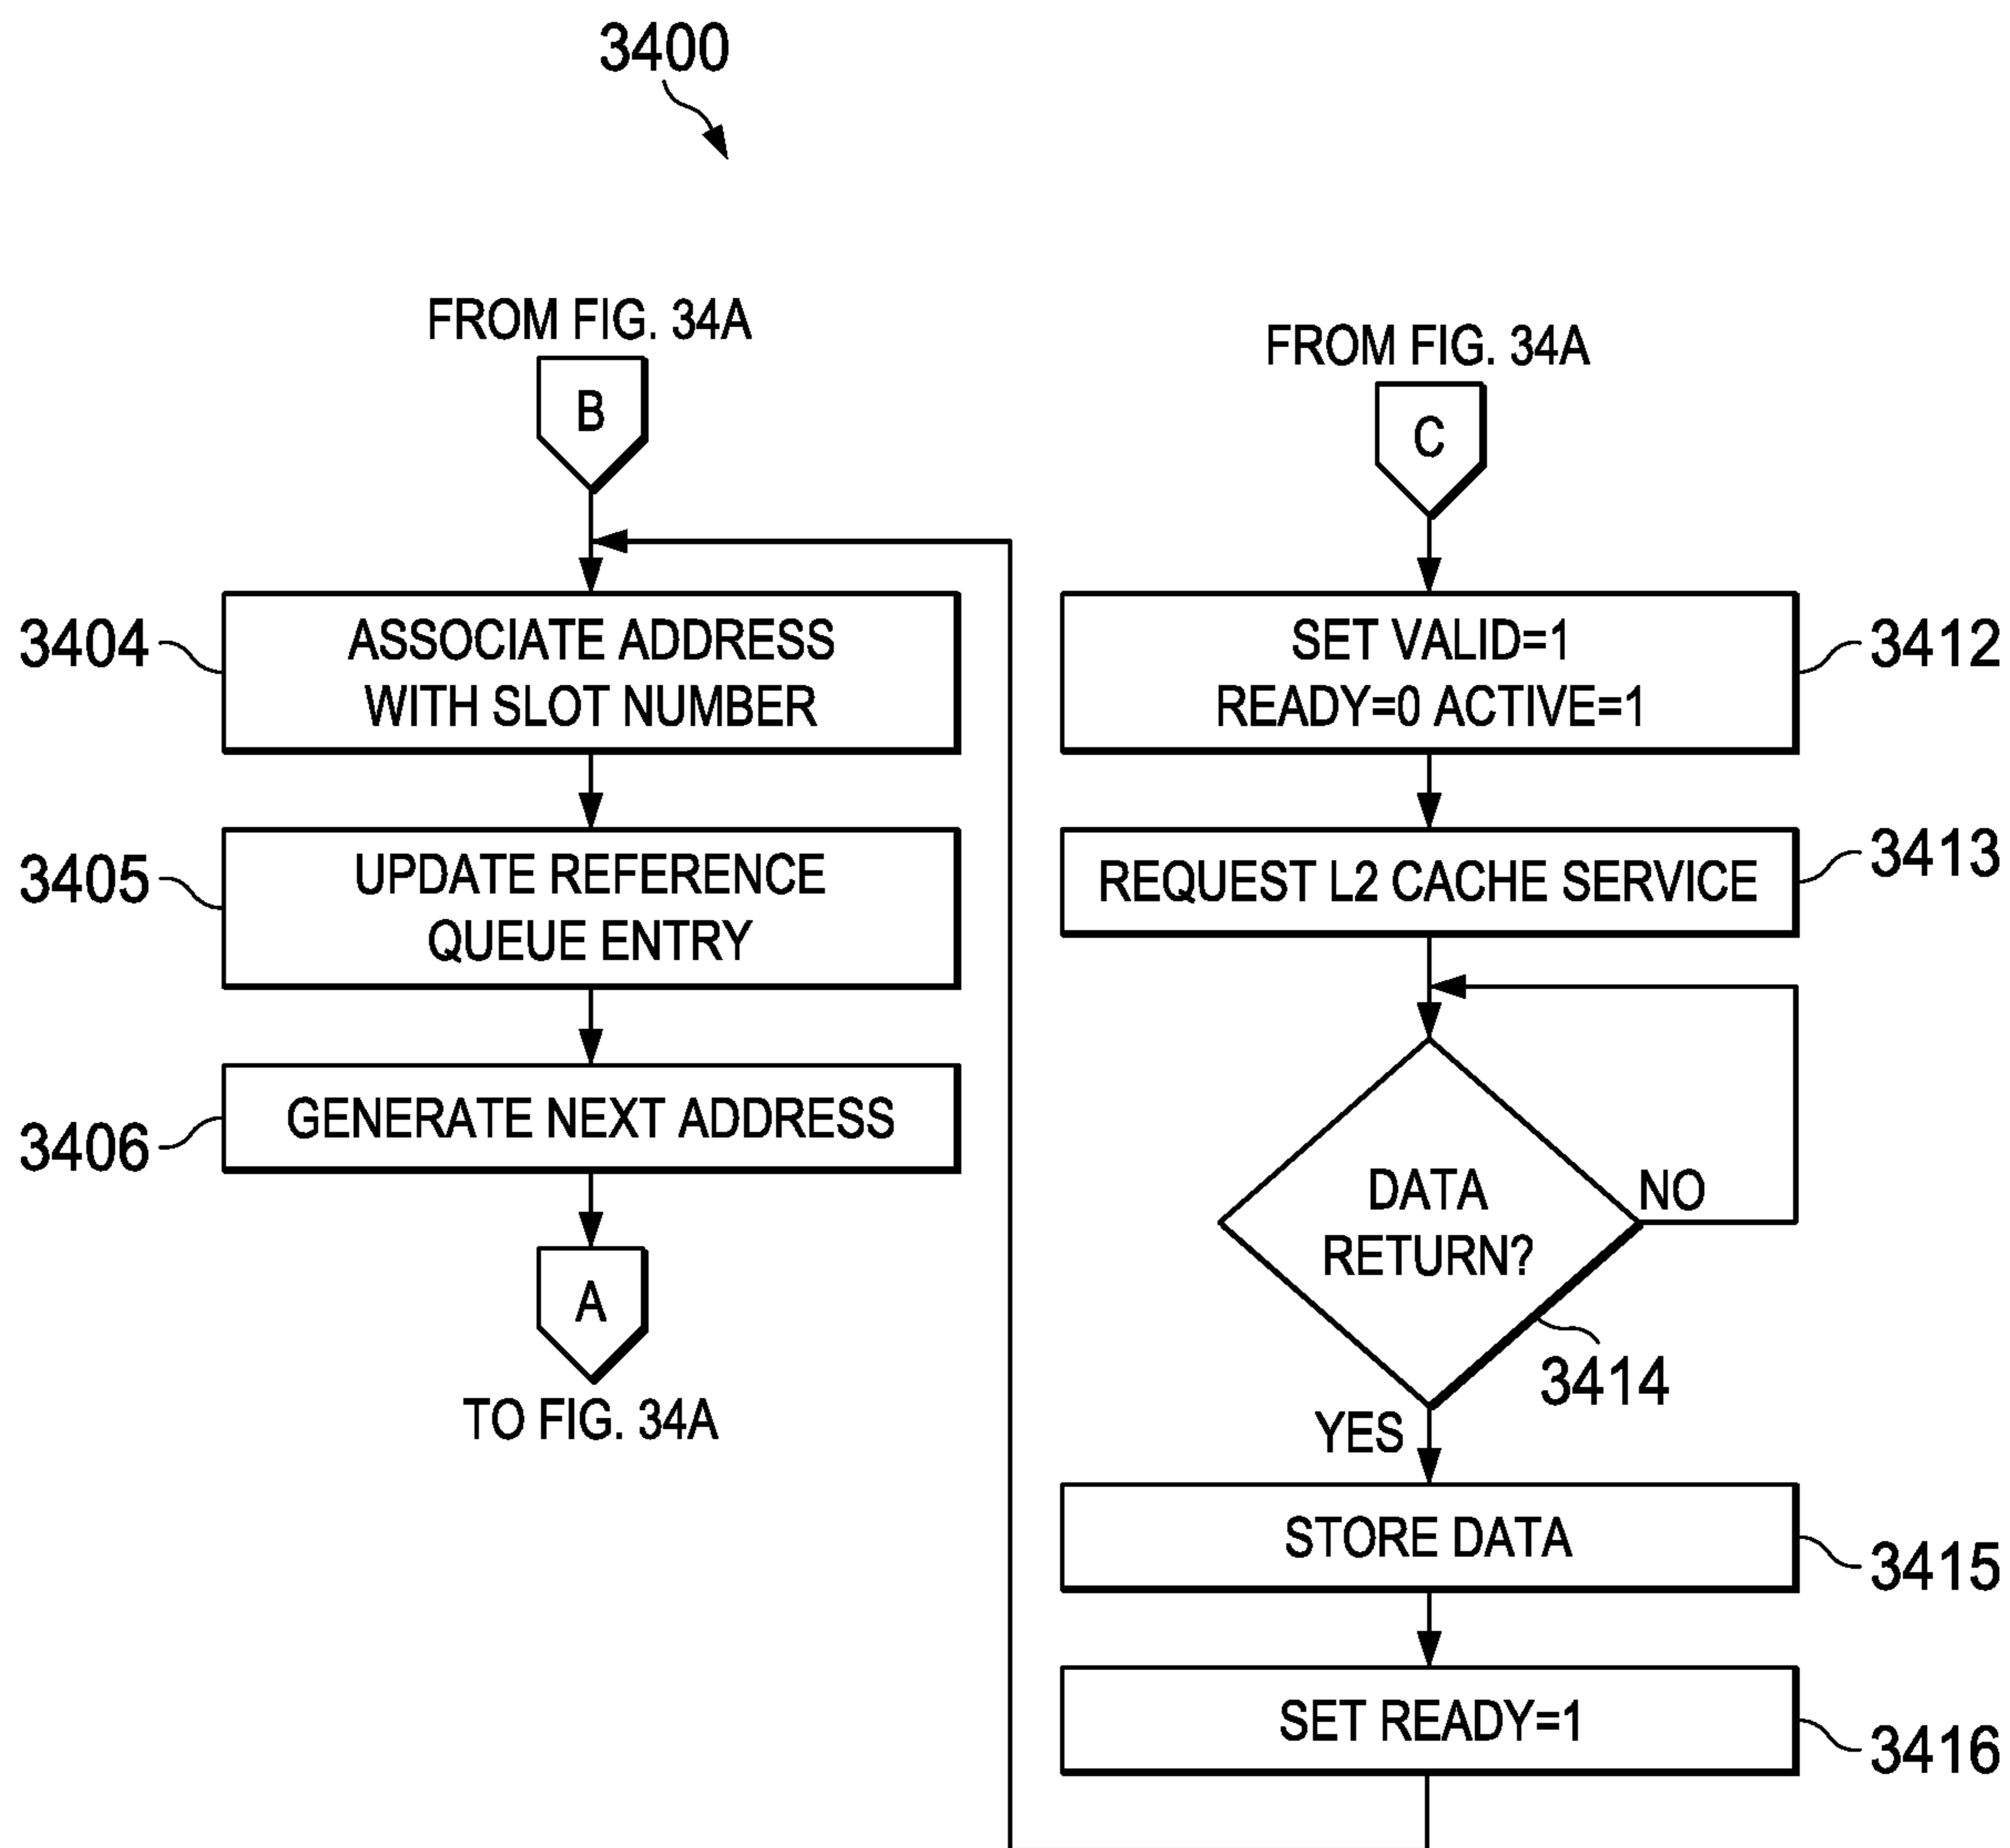 3400
FROM FIG. 34A
B
3404
ASSOCIATE ADDRESS
WITH SLOT NUMBER
3405
UPDATE REFERENCE
QUEUE ENTRY
3406
GENERATE NEXT ADDRESS
A
TO FIG. 34A
FROM FIG. 34A
C
SET VALID=1
READY=0 ACTIVE=1
3412
REQUEST L2 CACHE SERVICE
3413
DATA
RETURN?
NO
3414
YES
STORE DATA
3415
SET READY=1
3416